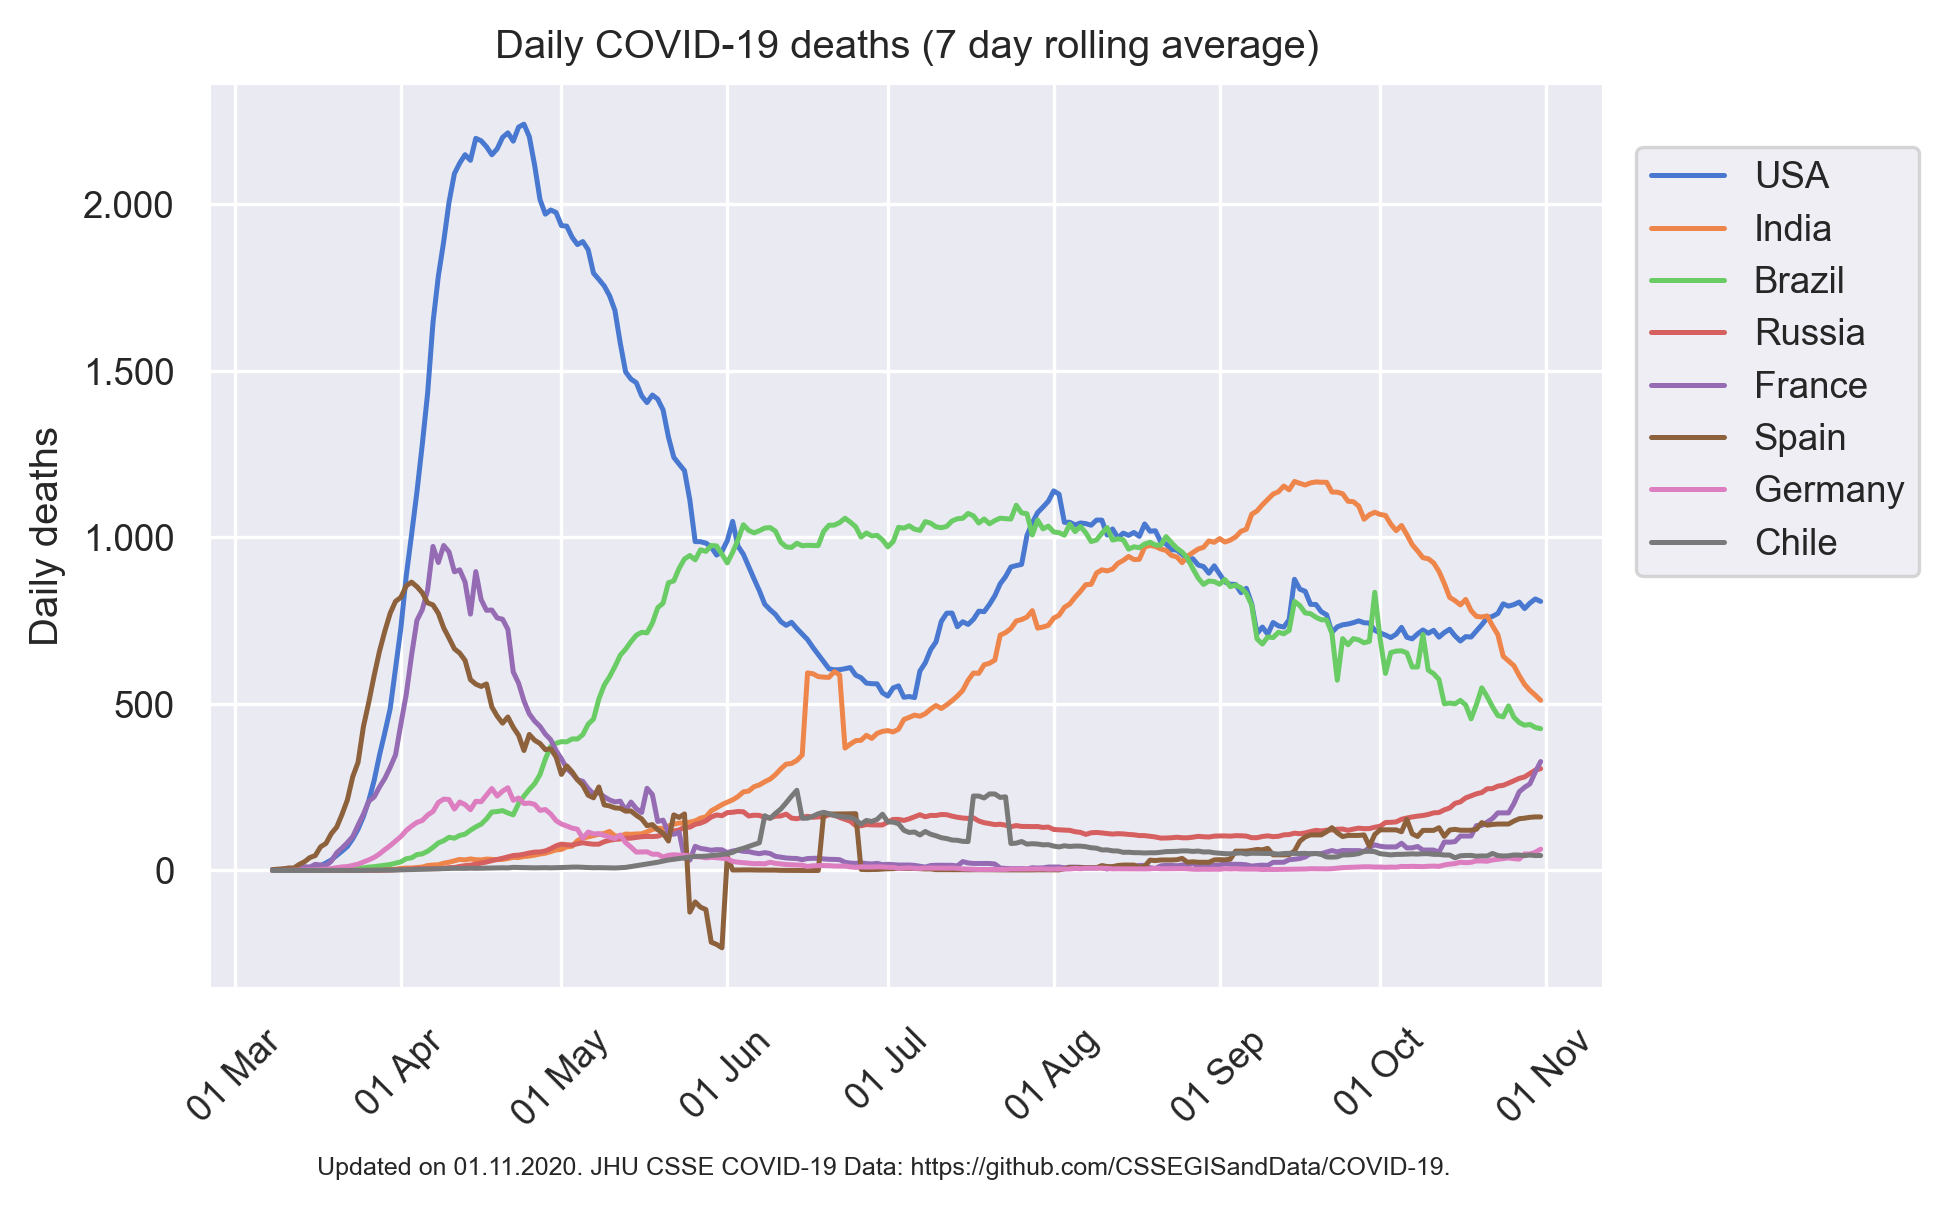 Daily COVID-19 deaths (7 day rolling average)
Daily deaths
2.000
1.500
1.000
500
0
01 Mar
01 Apr
01 May
01 Jun
01 Jul
01 Aug
01 Sep
01 Oct
01 Nov
USA
India
Brazil
Russia
France
Spain
Germany
Chile
Updated on 01.11.2020. JHU CSSE COVID-19 Data: https://github.com/CSSEGISandData/COVID-19.